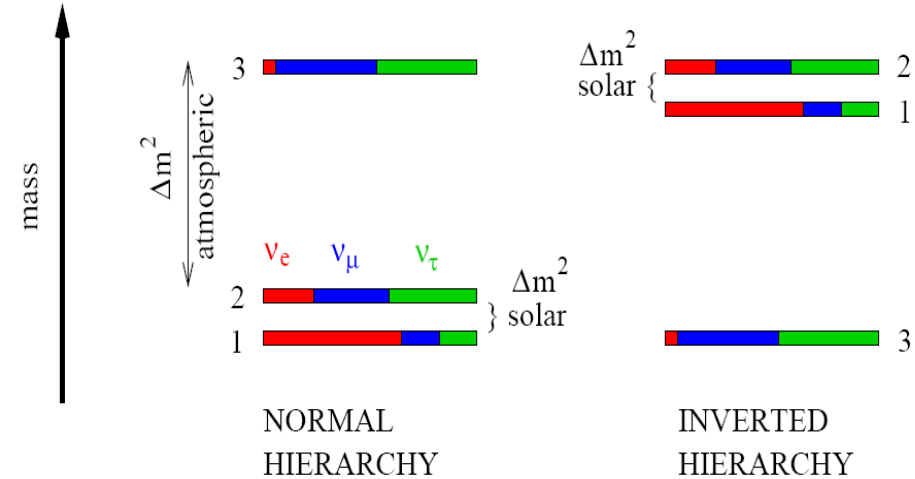 mass
Δm²
atmospheric
3
νe νμ ντ
2
1
Δm²
solar
}
NORMAL
HIERARCHY
Δm²
solar {
2
1
3
INVERTED
HIERARCHY